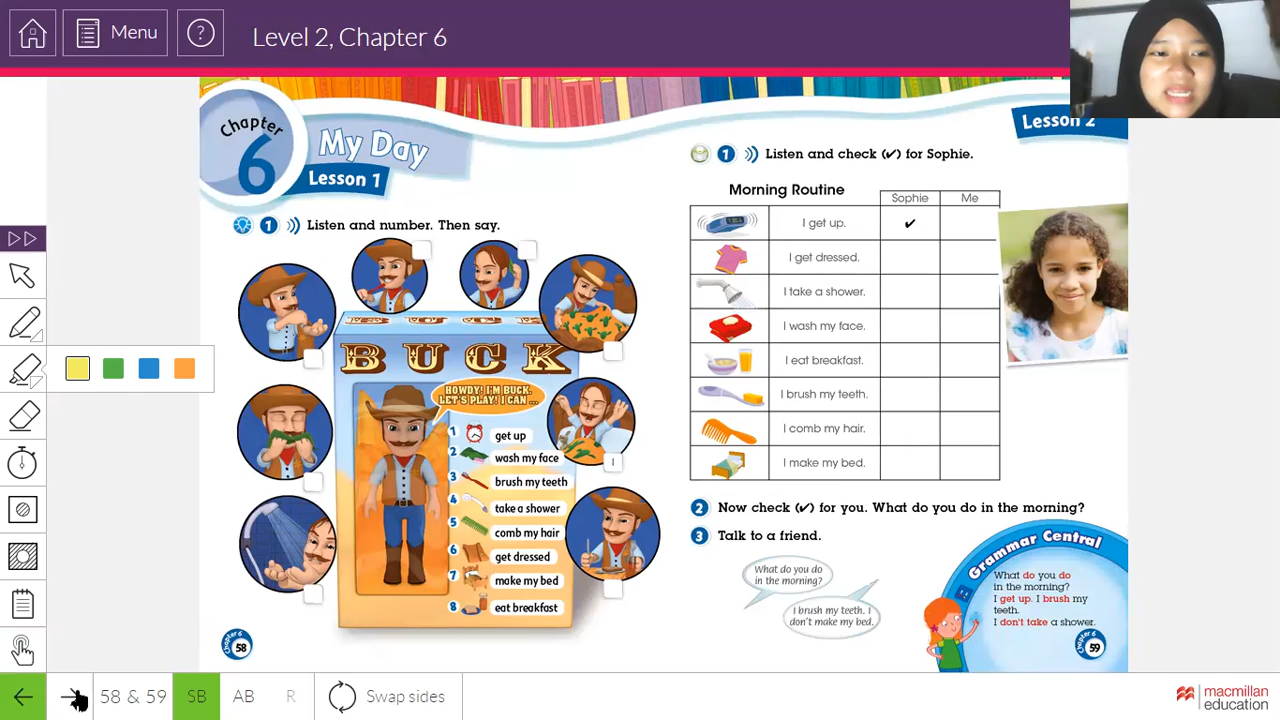 Menu
?
Level 2, Chapter 6
Chapter
6
My Day
Lesson 1
1 Listen and number. Then say.
BUCK
BUCK
HOWDY! I'M BUCK.
LET'S PLAY! I CAN ...
1 get up
2 wash my face
3 brush my teeth
4 take a shower
5 comb my hair
6 get dressed
7 make my bed
8 eat breakfast
1
Chapter 6
58
Lesson 2
1 Listen and check (✔) for Sophie.
Morning Routine
Sophie Me
I get up. ✔
I get dressed.
I take a shower.
I wash my face.
I eat breakfast.
I brush my teeth.
I comb my hair.
I make my bed.
2 Now check (✔) for you. What do you do in the morning?
3 Talk to a friend.
What do you do
in the morning?
I brush my teeth. I
don't make my bed.
Grammar Central
What do you do
in the morning?
I get up. I brush my
teeth.
I don't take a shower.
Chapter 6
59
58 & 59
SB
AB
R
Swap sides
macmillan
education